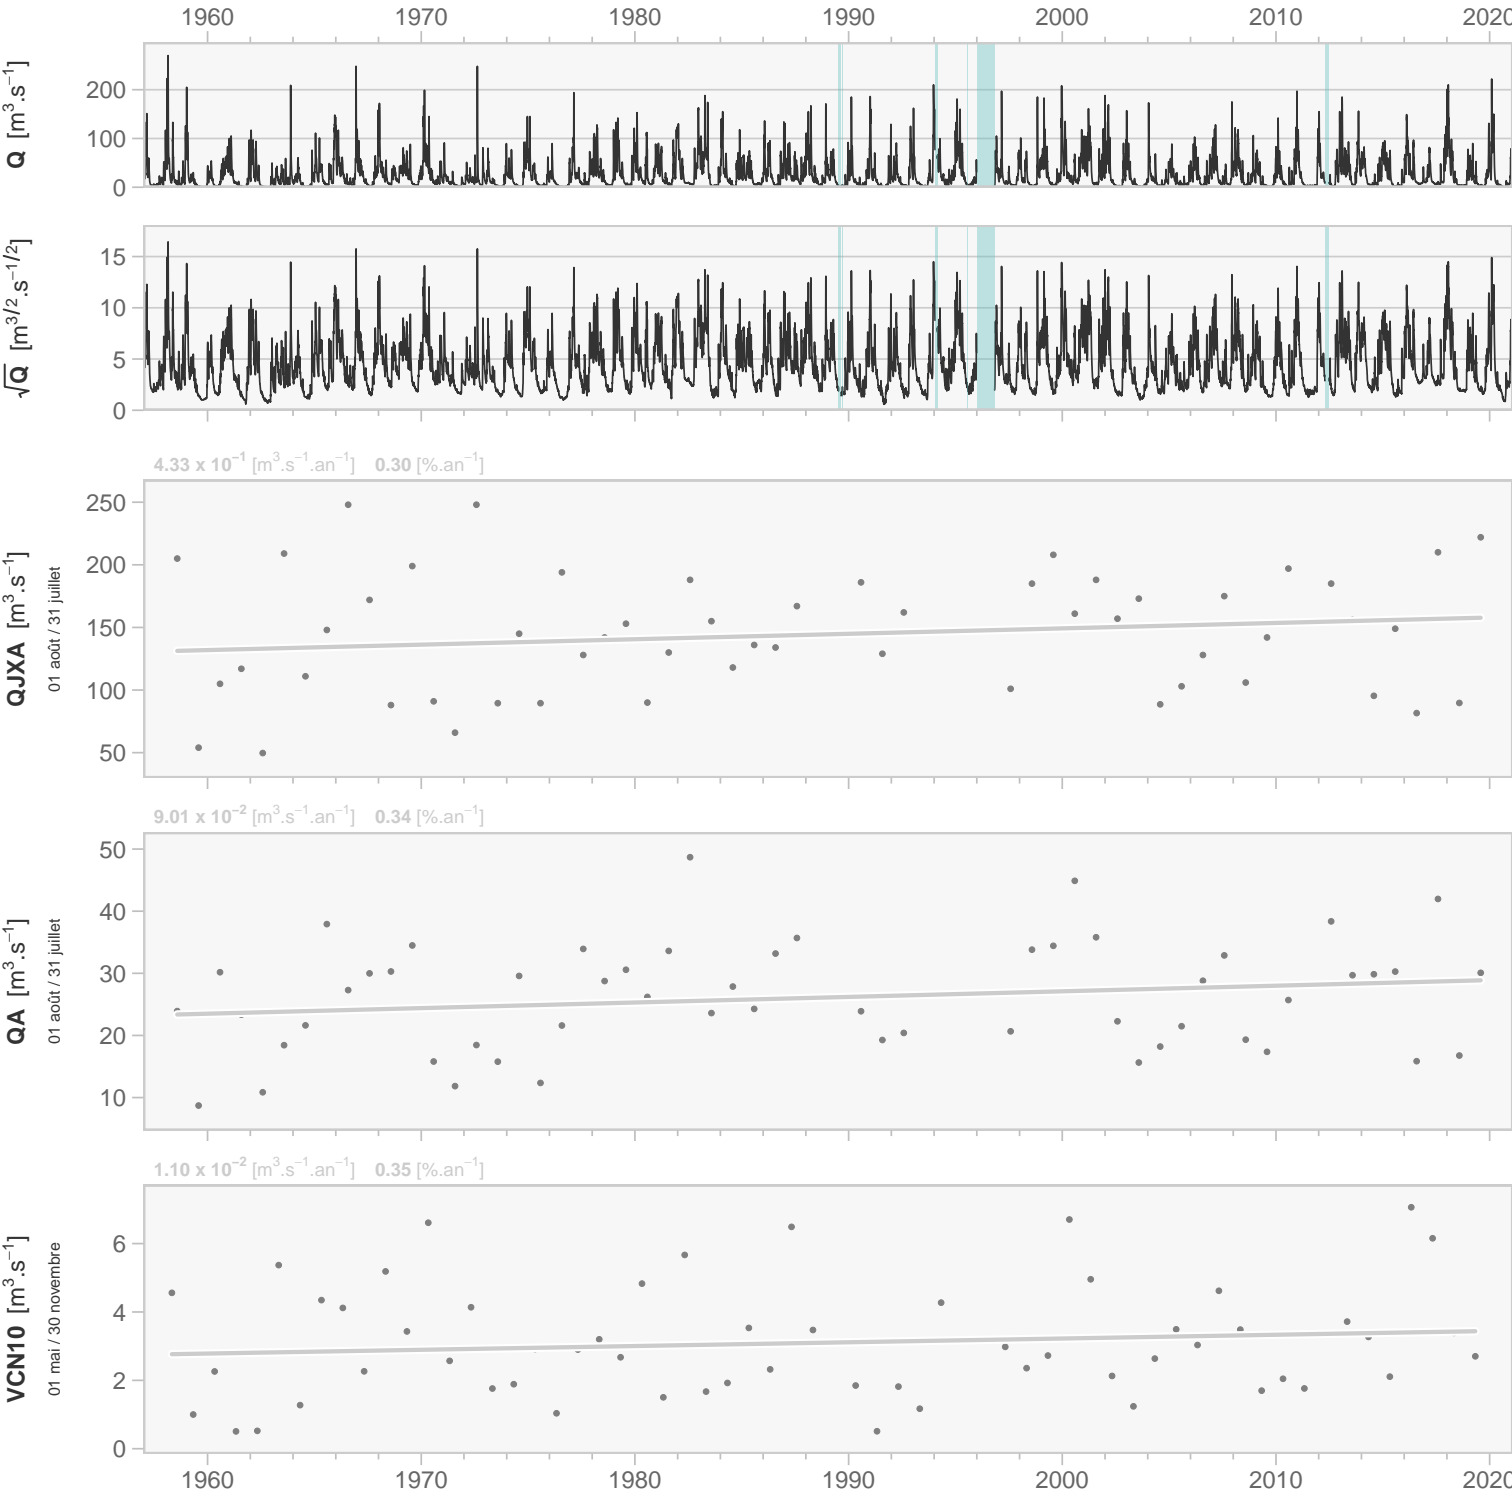 1960 1970 1980 1990 2000 2010 2020
Q [m³.s⁻¹]
200
100
0
√Q [m³/².s⁻¹/²]
15
10
5
0
4.33 x 10⁻¹ [m³.s⁻¹.an⁻¹] 0.30 [%.an⁻¹]
QJXA [m³.s⁻¹]
01 août / 31 juillet
250
200
150
100
50
9.01 x 10⁻² [m³.s⁻¹.an⁻¹] 0.34 [%.an⁻¹]
QA [m³.s⁻¹]
01 août / 31 juillet
50
40
30
20
10
1.10 x 10⁻² [m³.s⁻¹.an⁻¹] 0.35 [%.an⁻¹]
VCN10 [m³.s⁻¹]
01 mai / 30 novembre
6
4
2
0
1960 1970 1980 1990 2000 2010 2020